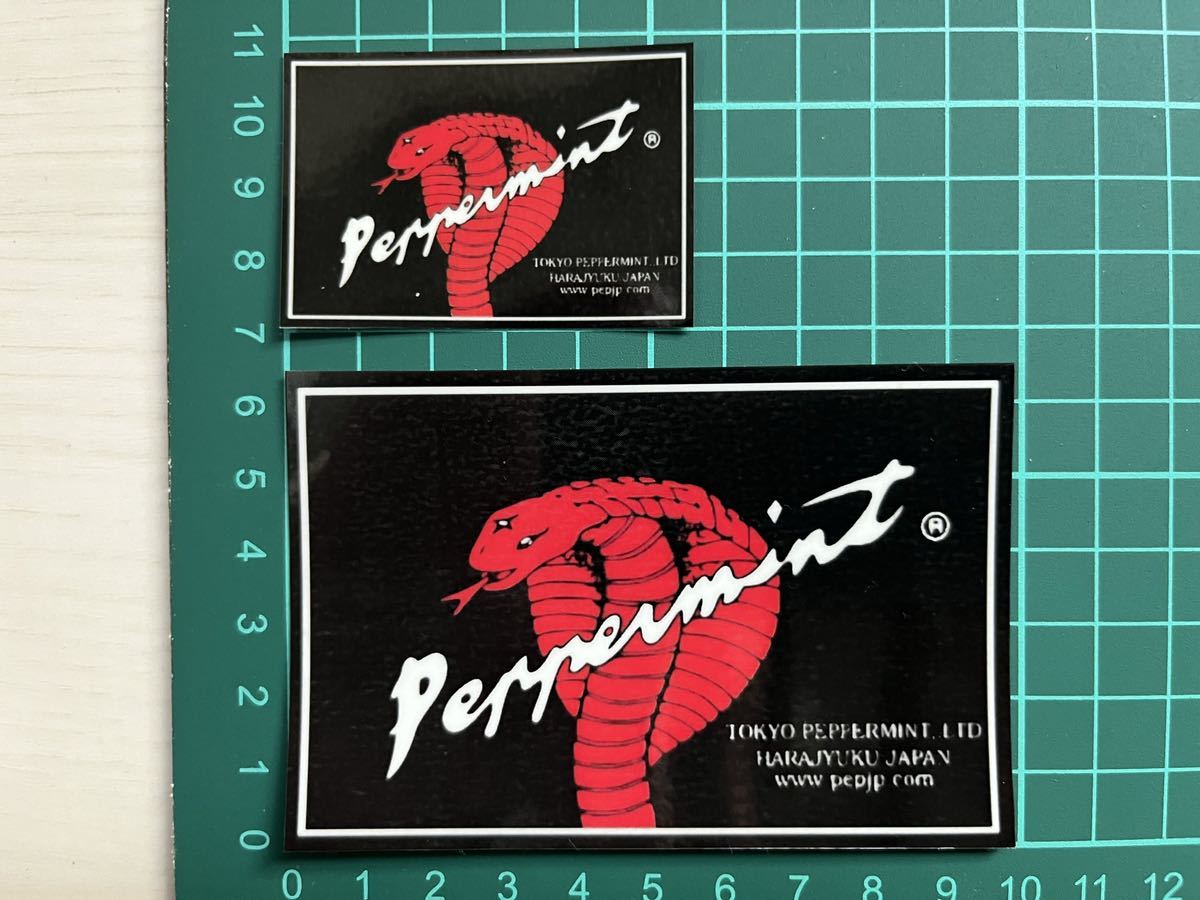 11
10
9
8
7
6
5
4
3
2
1
0
Peppermint ®
TOKYO PEPPERMINT,.LTD
HARAJYUKU JAPAN
www pepjp com
Peppermint ®
TOKYO PEPPERMINT,.LTD
HARAJYUKU JAPAN
www pepjp com
0 1 2 3 4 5 6 7 8 9 10 11 12